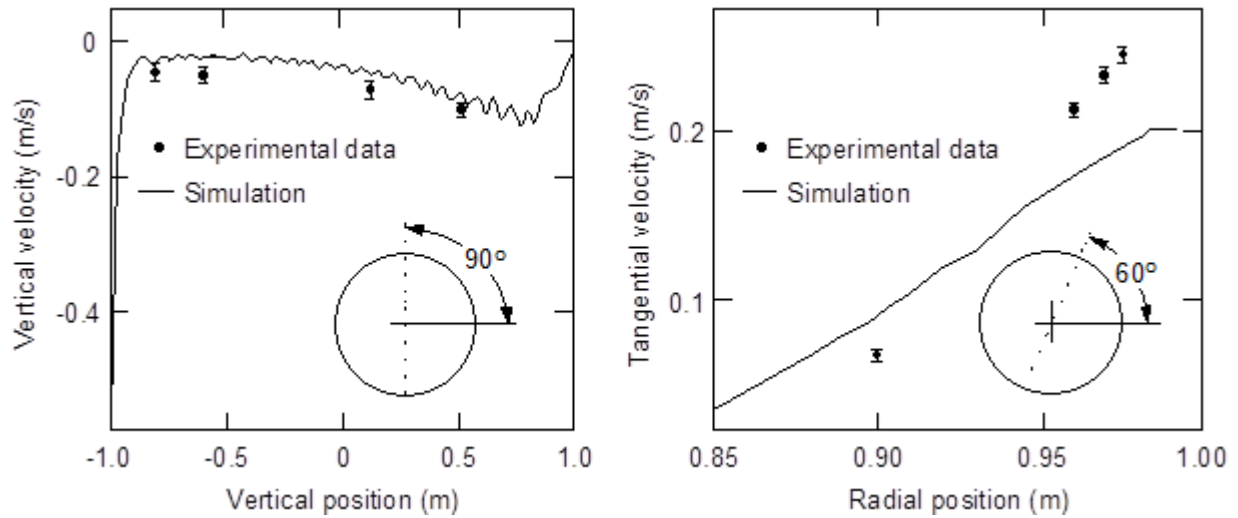 Vertical velocity (m/s)
0
-0.2
-0.4
Experimental data
Simulation
90°
-1.0 -0.5 0 0.5 1.0
Vertical position (m)
Tangential velocity (m/s)
0.2
0.1
Experimental data
Simulation
60°
0.85 0.90 0.95 1.00
Radial position (m)